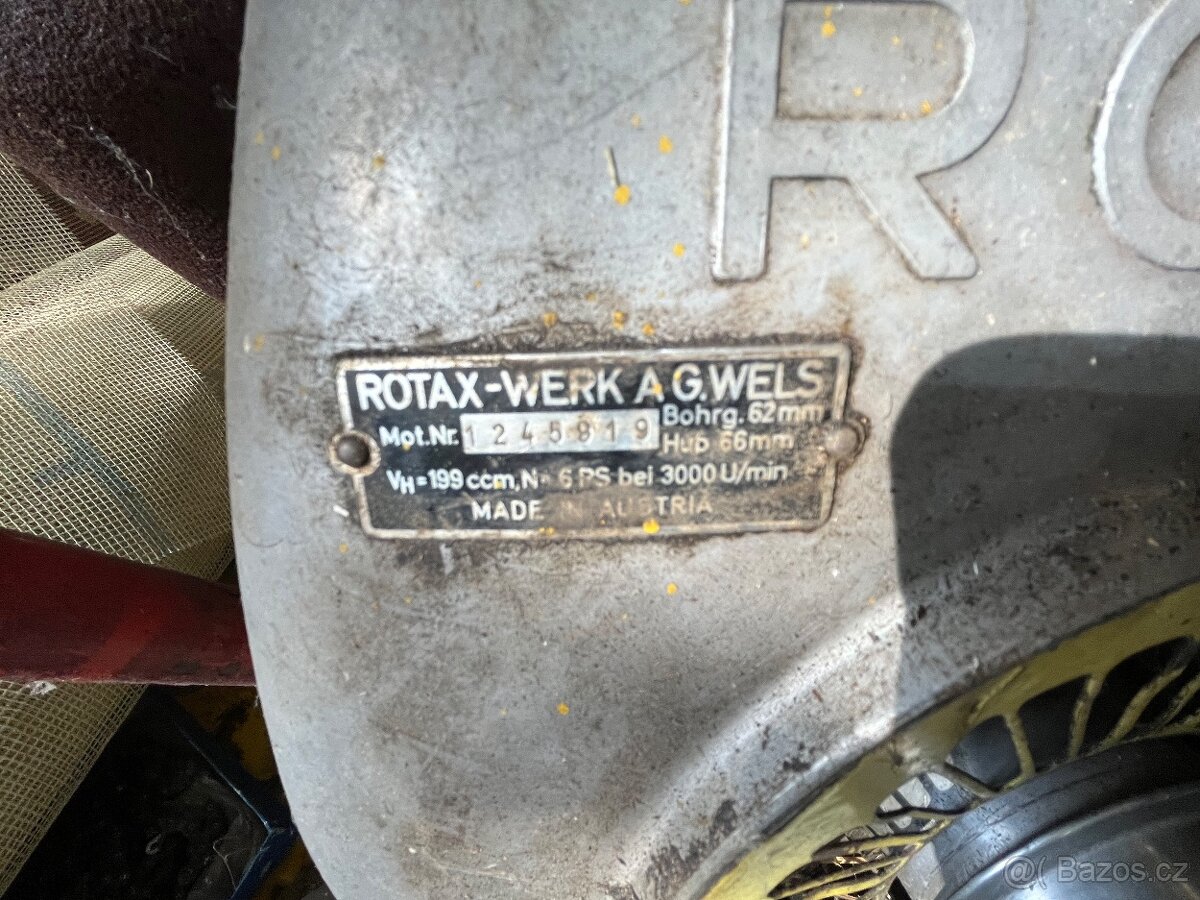 RO
ROTAX-WERK A.G. WELS
Mot.Nr. 1245919 Bohrg. 62mm
Hub 66mm
VH=199 ccm, N= 6 PS bei 3000 U/min
MADE IN AUSTRIA
@( Bazos.cz